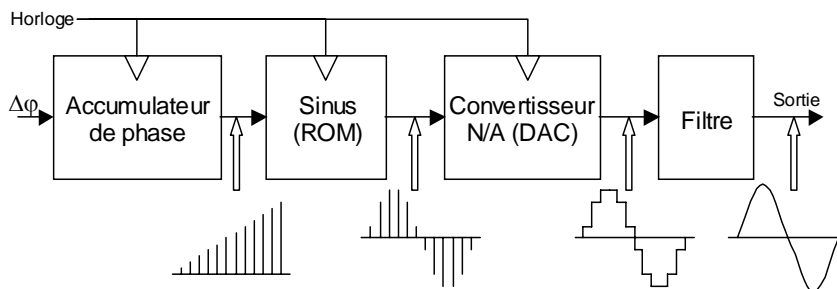 Horloge
Δφ
Accumulateur
de phase
Sinus
(ROM)
Convertisseur
N/A (DAC)
Filtre
Sortie